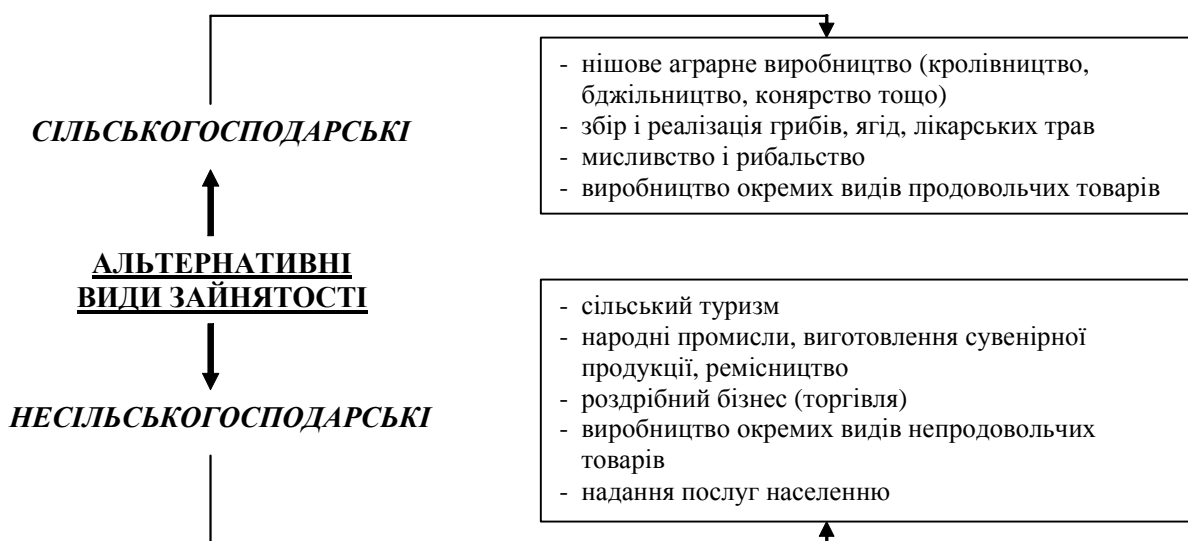 СІЛЬСЬКОГОСПОДАРСЬКІ
- нішове аграрне виробництво (кролівництво,
бджільництво, конярство тощо)
- збір і реалізація грибів, ягід, лікарських трав
- мисливство і рибальство
- виробництво окремих видів продовольчих товарів
АЛЬТЕРНАТИВНІ
ВИДИ ЗАЙНЯТОСТІ
НЕСІЛЬСЬКОГОСПОДАРСЬКІ
- сільський туризм
- народні промисли, виготовлення сувенірної
продукції, ремісництво
- роздрібний бізнес (торгівля)
- виробництво окремих видів непродовольчих
товарів
- надання послуг населенню